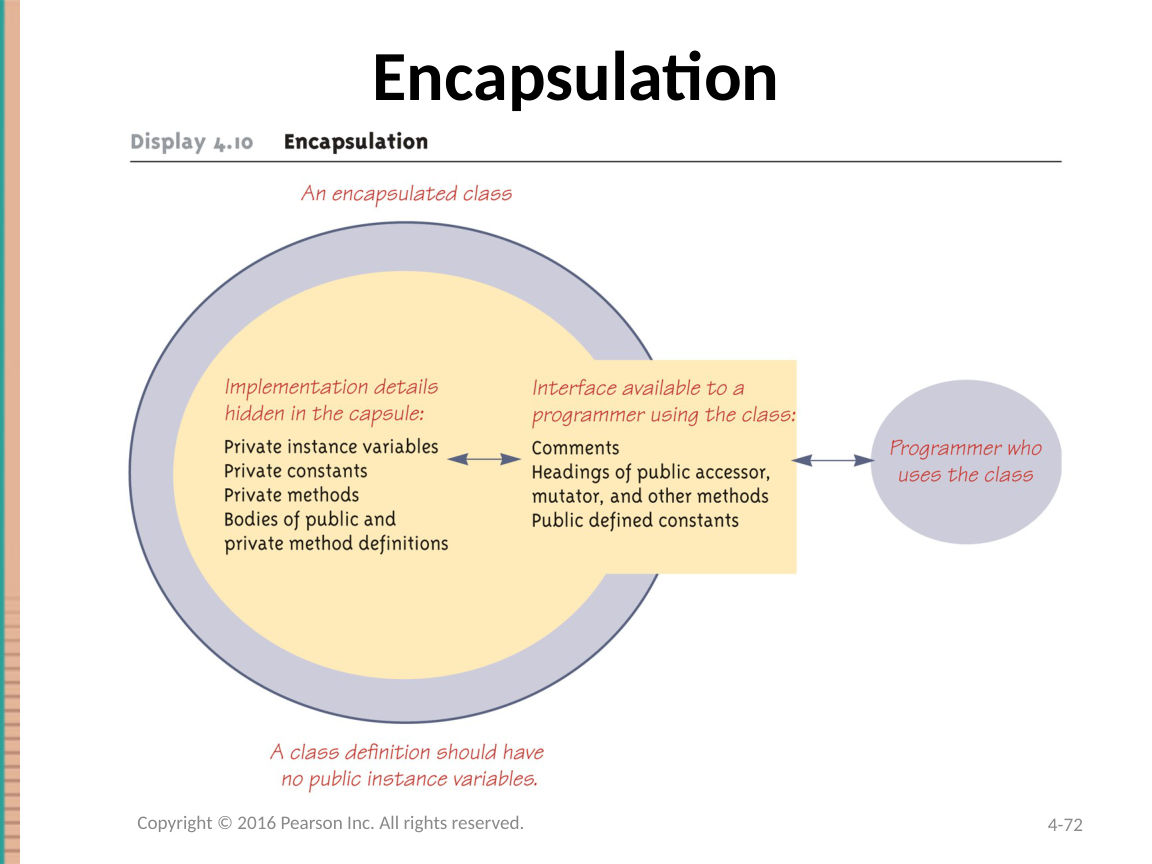 Encapsulation
Display 4.10 Encapsulation
An encapsulated class
Implementation details
hidden in the capsule:
Private instance variables
Private constants
Private methods
Bodies of public and
private method definitions
Interface available to a
programmer using the class:
Comments
Headings of public accessor,
mutator, and other methods
Public defined constants
Programmer who
uses the class
A class definition should have
no public instance variables.
Copyright © 2016 Pearson Inc. All rights reserved.
4-72